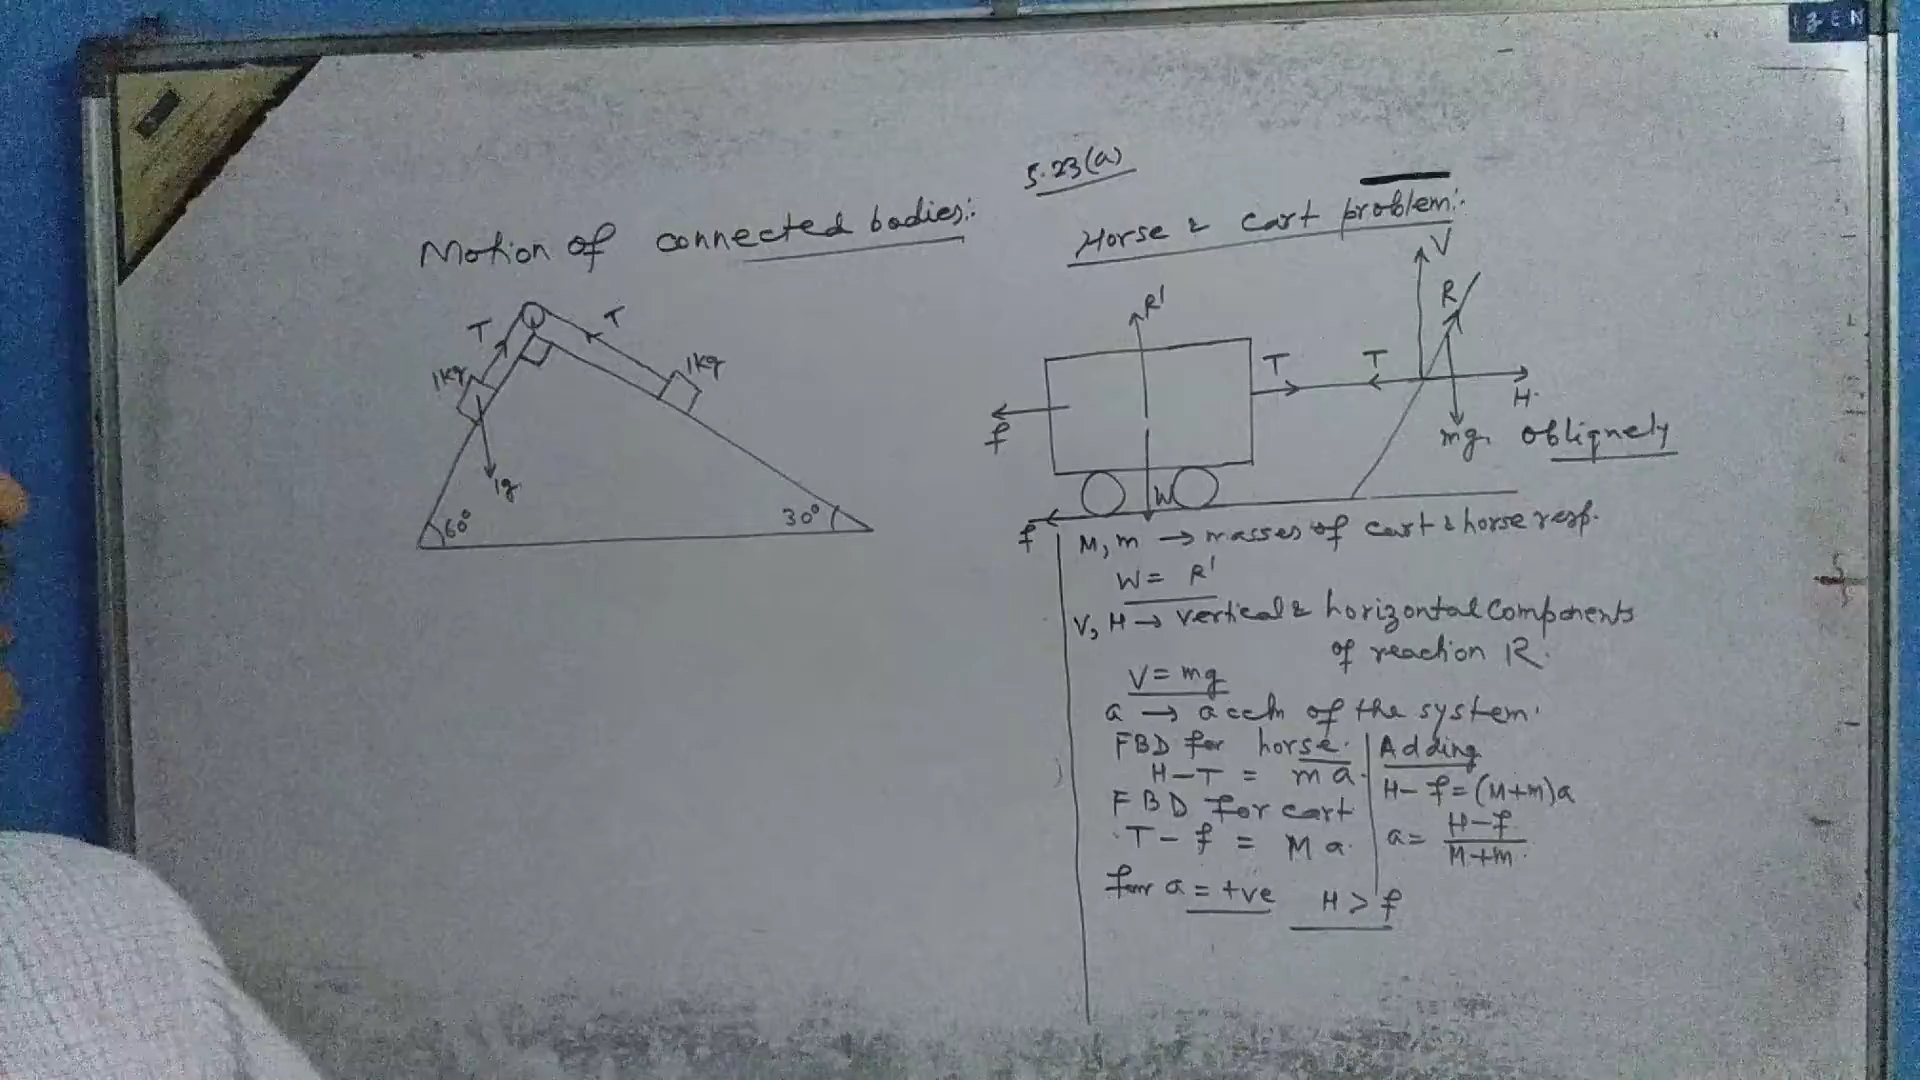 5.23(a)
Motion of connected bodies:
T
T
1kg
1kg
1g
60°
30°
Horse & cart problem:
V
R
R'
T
T
H
f
mg
obliquely
W
f
M, m → masses of cart & horse resp.
W = R'
V, H → vertical & horizontal components
of reaction R.
V = mg
a → accn of the system.
FBD for horse.
H - T = ma
FBD for cart
T - f = Ma
Adding
H - f = (M+m)a
a = H-f
M+m
for a = +ve H > f